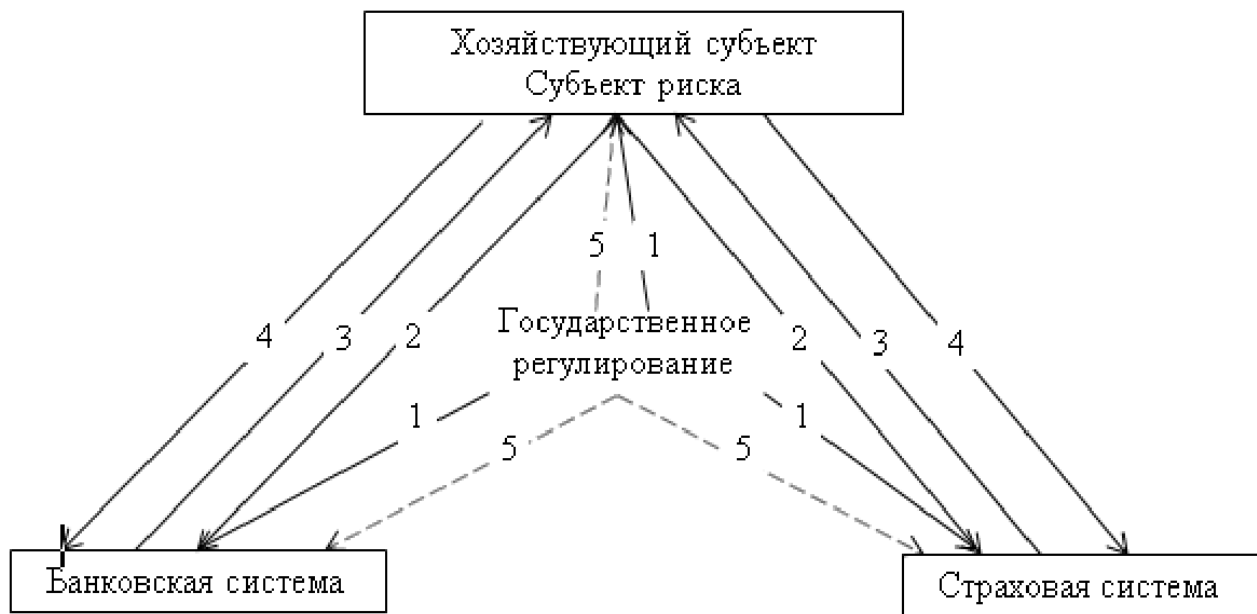 Хозяйствующий субъект
Субъект риска
5 1
4 3 2 Государственное 2 3 4
регулирование
1 1
5 5
Банковская система
Страховая система